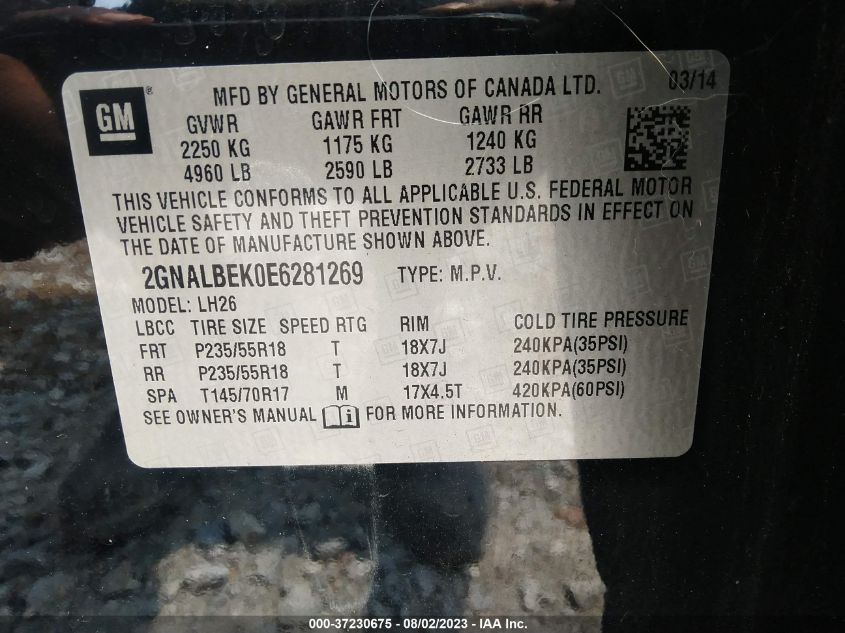 GM ® MFD BY GENERAL MOTORS OF CANADA LTD. 03/14
GVWR GAWR FRT GAWR RR
2250 KG 1175 KG 1240 KG
4960 LB 2590 LB 2733 LB
THIS VEHICLE CONFORMS TO ALL APPLICABLE U.S. FEDERAL MOTOR
VEHICLE SAFETY AND THEFT PREVENTION STANDARDS IN EFFECT ON
THE DATE OF MANUFACTURE SHOWN ABOVE.
2GNALBEK0E6281269 TYPE: M.P.V.
MODEL: LH26
LBCC TIRE SIZE SPEED RTG RIM COLD TIRE PRESSURE
FRT P235/55R18 T 18X7J 240KPA(35PSI)
RR P235/55R18 T 18X7J 240KPA(35PSI)
SPA T145/70R17 M 17X4.5T 420KPA(60PSI)
SEE OWNER'S MANUAL FOR MORE INFORMATION.
000-37230675 - 08/02/2023 - IAA Inc.